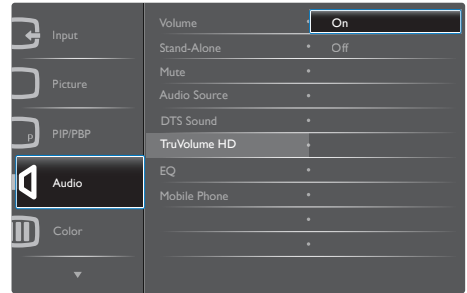 Input
Picture
P PIP/PBP
Audio
Color
Volume
Stand-Alone
Mute
Audio Source
DTS Sound
TruVolume HD
EQ
Mobile Phone
On
Off